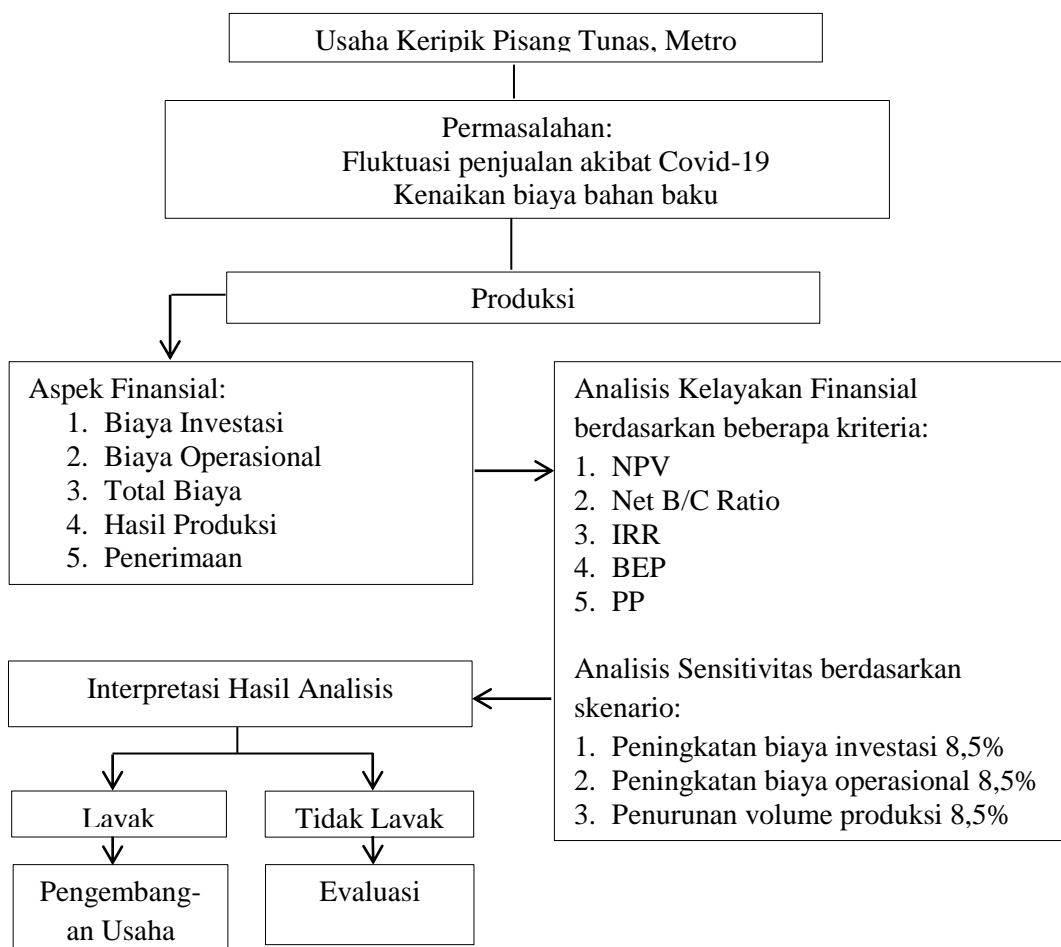 Usaha Keripik Pisang Tunas, Metro
Permasalahan:
Fluktuasi penjualan akibat Covid-19
Kenaikan biaya bahan baku
Produksi
Aspek Finansial:
1. Biaya Investasi
2. Biaya Operasional
3. Total Biaya
4. Hasil Produksi
5. Penerimaan
Analisis Kelayakan Finansial
berdasarkan beberapa kriteria:
1. NPV
2. Net B/C Ratio
3. IRR
4. BEP
5. PP
Analisis Sensitivitas berdasarkan
skenario:
1. Peningkatan biaya investasi 8,5%
2. Peningkatan biaya operasional 8,5%
3. Penurunan volume produksi 8,5%
Interpretasi Hasil Analisis
Layak
Tidak Layak
Pengembang-
an Usaha
Evaluasi